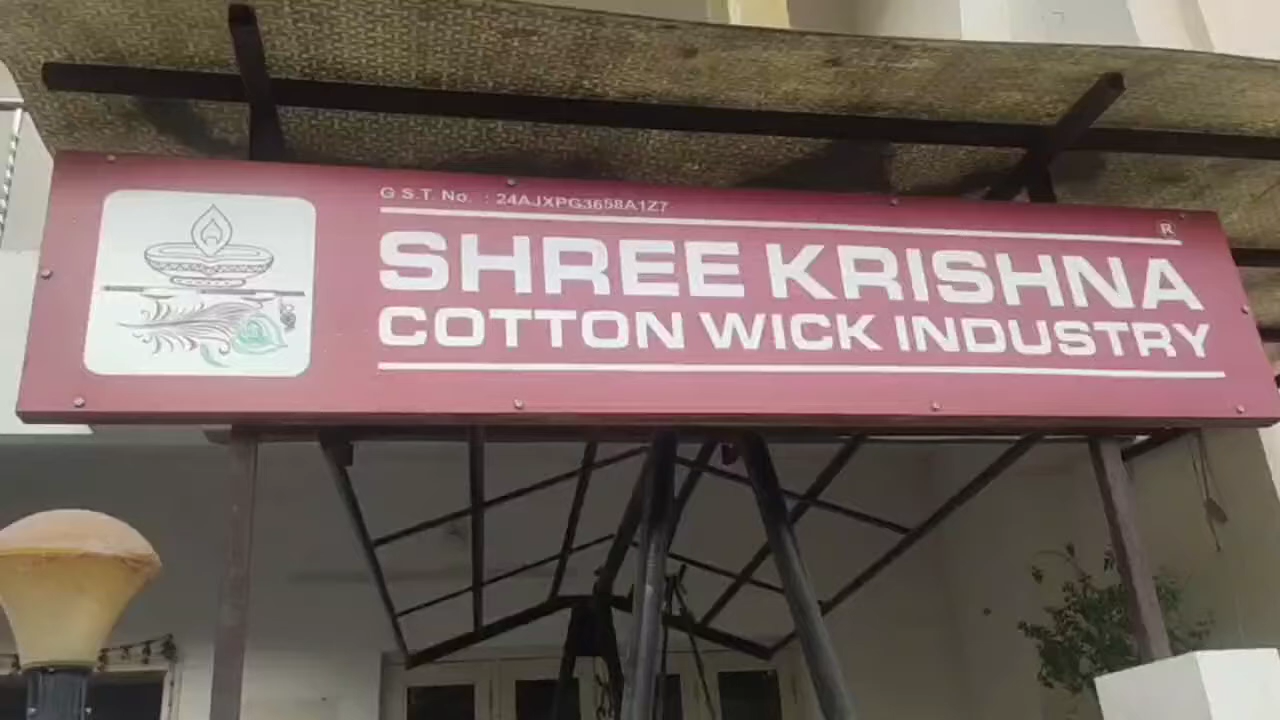 G S.T. No. : 24AJXPG3658A1Z7
®
SHREE KRISHNA
COTTON WICK INDUSTRY